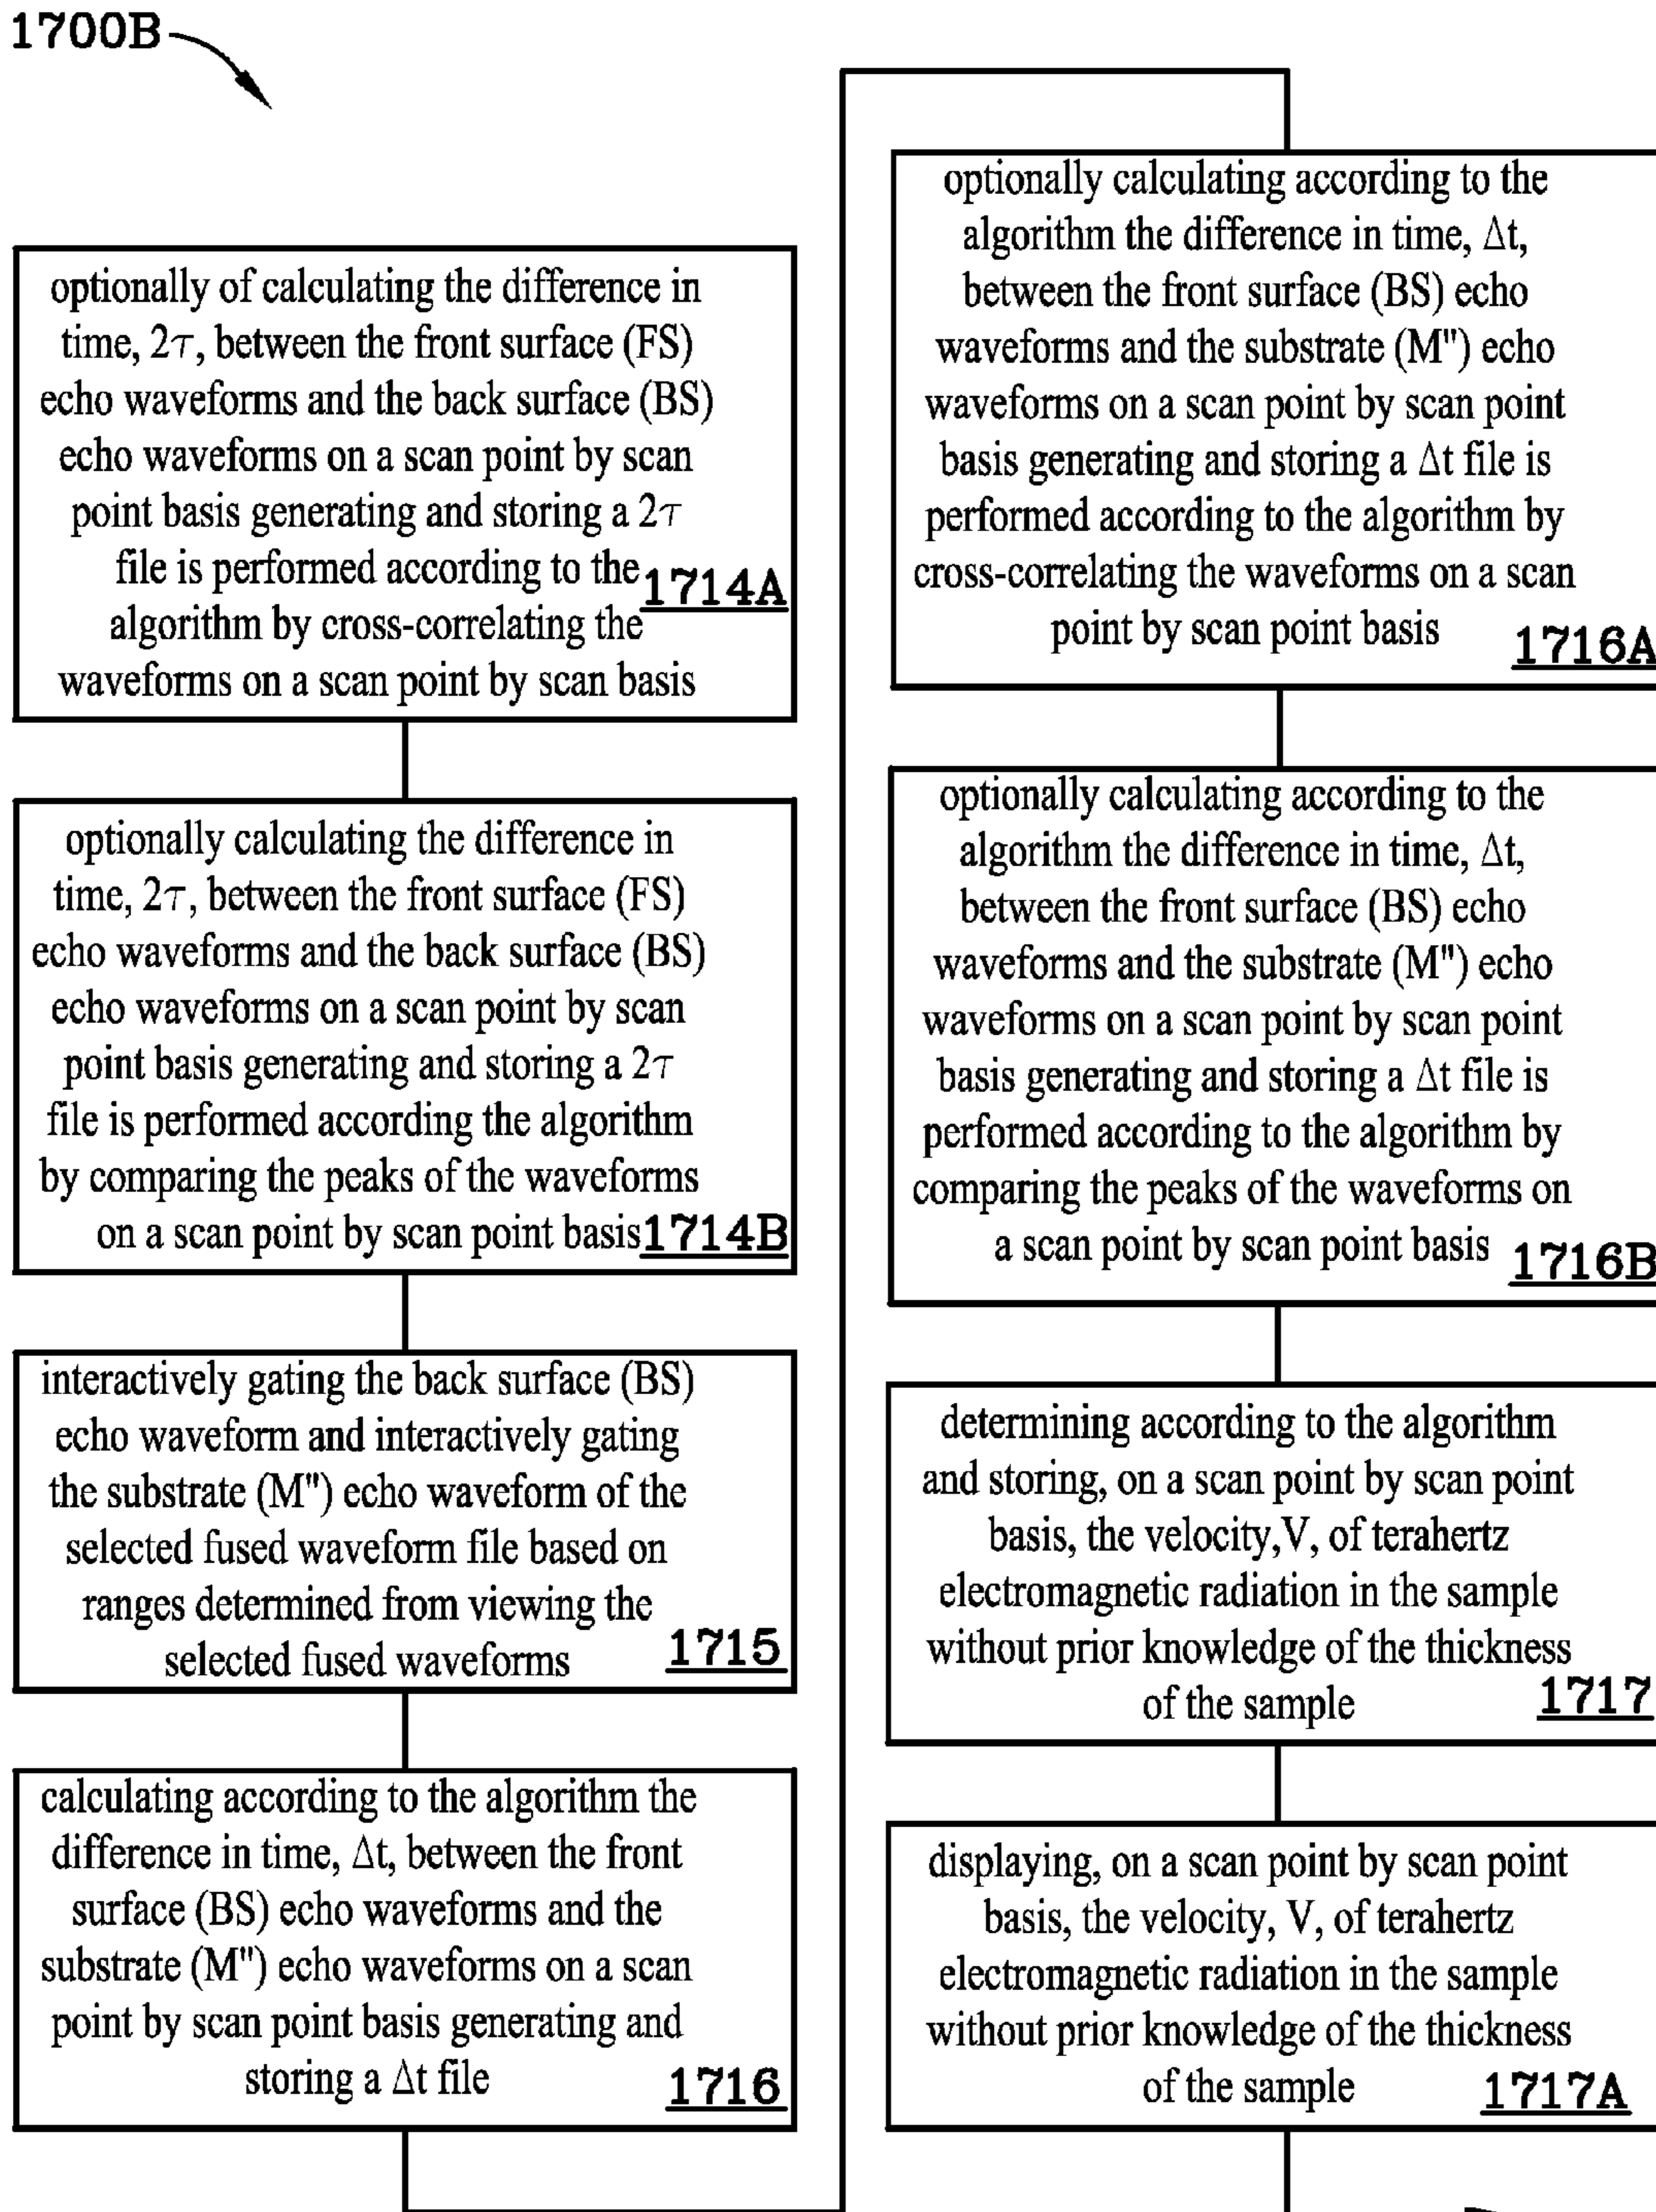 1700B
optionally of calculating the difference in
time, 2τ, between the front surface (FS)
echo waveforms and the back surface (BS)
echo waveforms on a scan point by scan
point basis generating and storing a 2τ
file is performed according to the
1714A
algorithm by cross-correlating the
waveforms on a scan point by scan basis
optionally calculating the difference in
time, 2τ, between the front surface (FS)
echo waveforms and the back surface (BS)
echo waveforms on a scan point by scan
point basis generating and storing a 2τ
file is performed according the algorithm
by comparing the peaks of the waveforms
on a scan point by scan point basis 1714B
interactively gating the back surface (BS)
echo waveform and interactively gating
the substrate (M") echo waveform of the
selected fused waveform file based on
ranges determined from viewing the
selected fused waveforms 1715
calculating according to the algorithm the
difference in time, Δt, between the front
surface (BS) echo waveforms and the
substrate (M") echo waveforms on a scan
point by scan point basis generating and
storing a Δt file 1716
optionally calculating according to the
algorithm the difference in time, Δt,
between the front surface (BS) echo
waveforms and the substrate (M") echo
waveforms on a scan point by scan point
basis generating and storing a Δt file is
performed according to the algorithm by
cross-correlating the waveforms on a scan
point by scan point basis 1716A
optionally calculating according to the
algorithm the difference in time, Δt,
between the front surface (BS) echo
waveforms and the substrate (M") echo
waveforms on a scan point by scan point
basis generating and storing a Δt file is
performed according to the algorithm by
comparing the peaks of the waveforms on
a scan point by scan point basis 1716B
determining according to the algorithm
and storing, on a scan point by scan point
basis, the velocity,V, of terahertz
electromagnetic radiation in the sample
without prior knowledge of the thickness
of the sample 1717
displaying, on a scan point by scan point
basis, the velocity, V, of terahertz
electromagnetic radiation in the sample
without prior knowledge of the thickness
of the sample 1717A